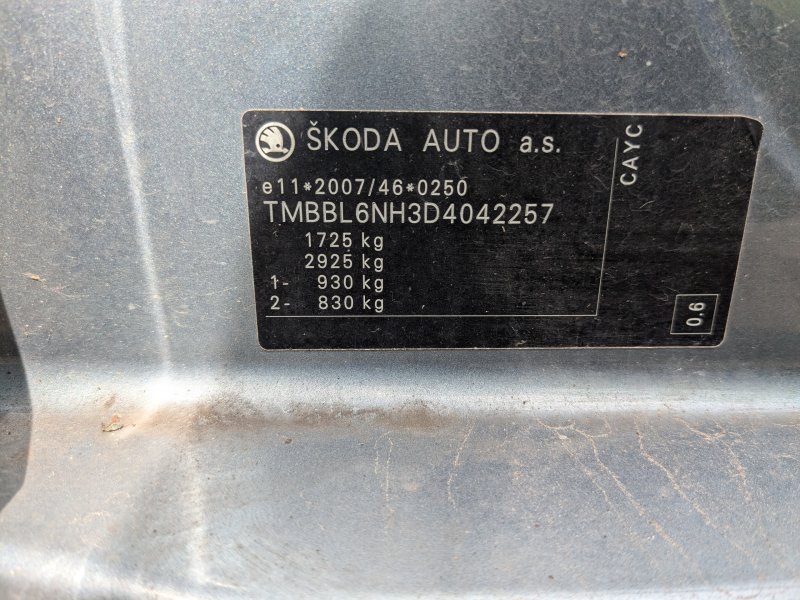 ŠKODA AUTO a.s.
e11*2007/46*0250
TMBBL6NH3D4042257
1725 kg
2925 kg
1- 930 kg
2- 830 kg
CAYC
0.6